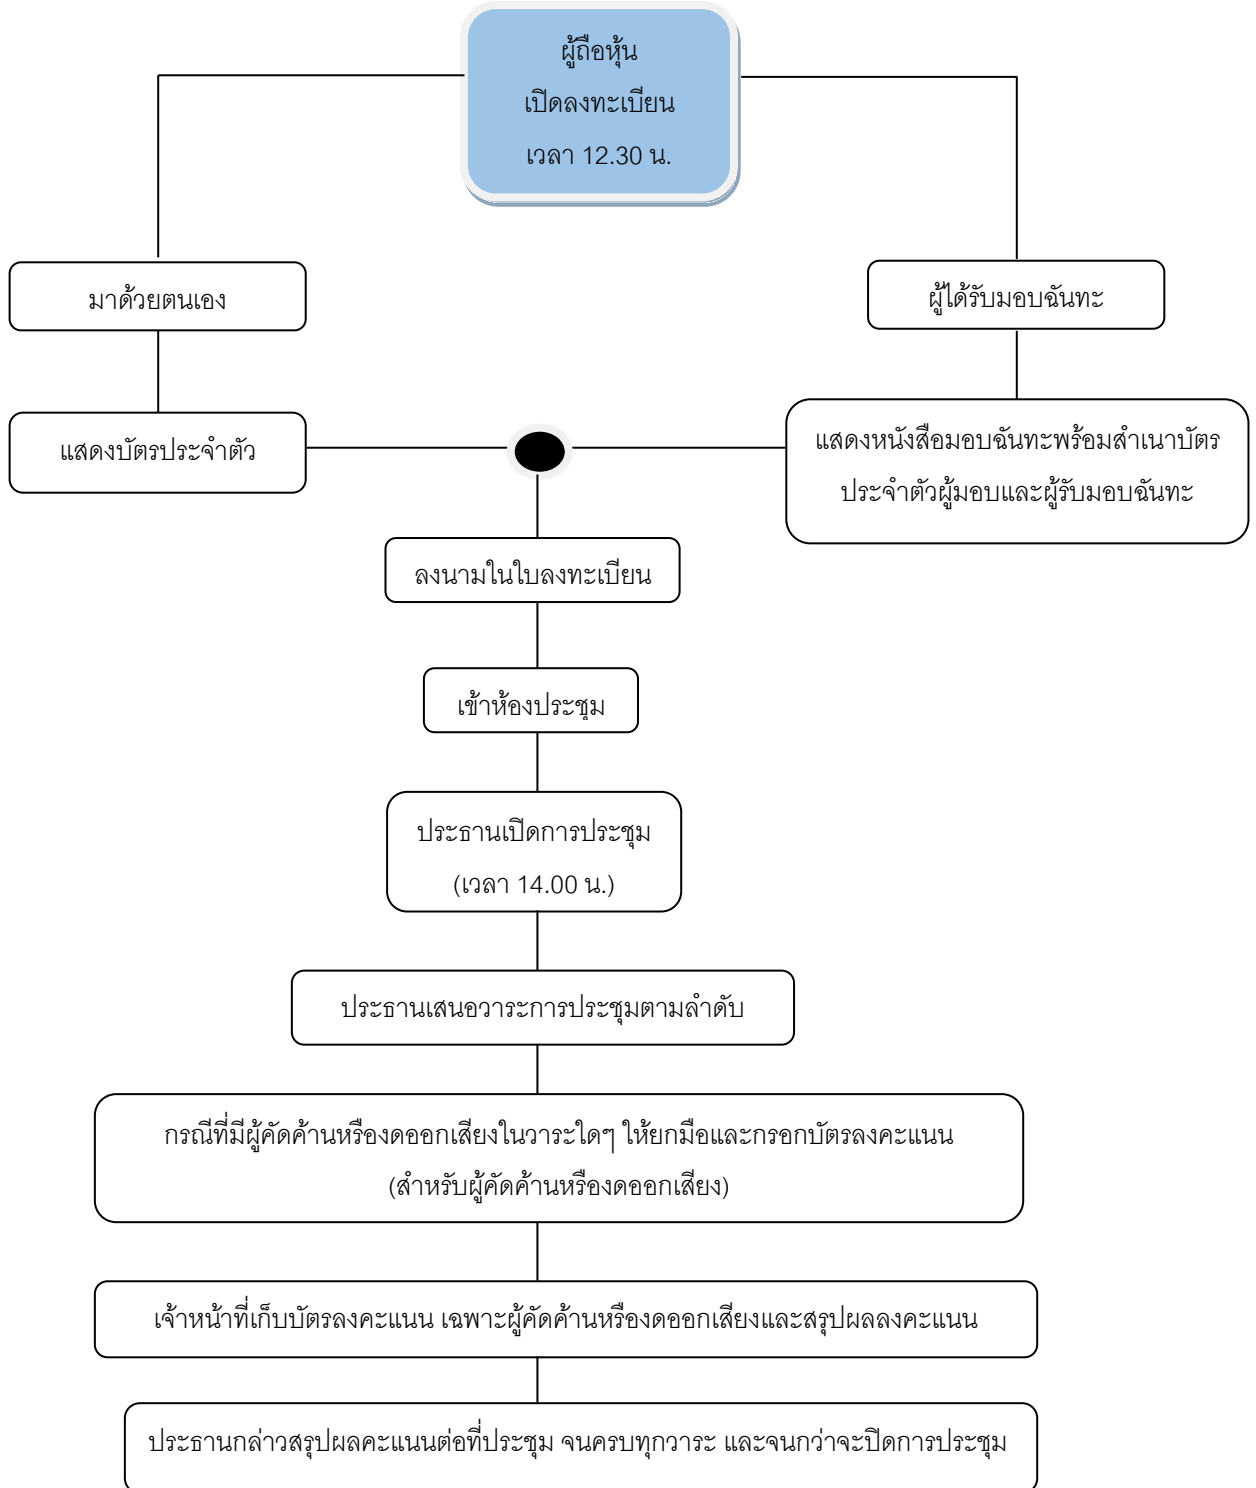 ผู้ถือหุ้น
เปิดลงทะเบียน
เวลา 12.30 น.
มาด้วยตนเอง
ผู้ได้รับมอบฉันทะ
แสดงบัตรประจำตัว
แสดงหนังสือมอบฉันทะพร้อมสำเนาบัตร
ประจำตัวผู้มอบและผู้รับมอบฉันทะ
ลงนามในใบลงทะเบียน
เข้าห้องประชุม
ประธานเปิดการประชุม
(เวลา 14.00 น.)
ประธานเสนอวาระการประชุมตามลำดับ
กรณีที่มีผู้คัดค้านหรืองดออกเสียงในวาระใดๆ ให้ยกมือและกรอกบัตรลงคะแนน
(สำหรับผู้คัดค้านหรืองดออกเสียง)
เจ้าหน้าที่เก็บบัตรลงคะแนน เฉพาะผู้คัดค้านหรืองดออกเสียงและสรุปผลลงคะแนน
ประธานกล่าวสรุปผลคะแนนต่อที่ประชุม จนครบทุกวาระ และจนกว่าจะปิดการประชุม